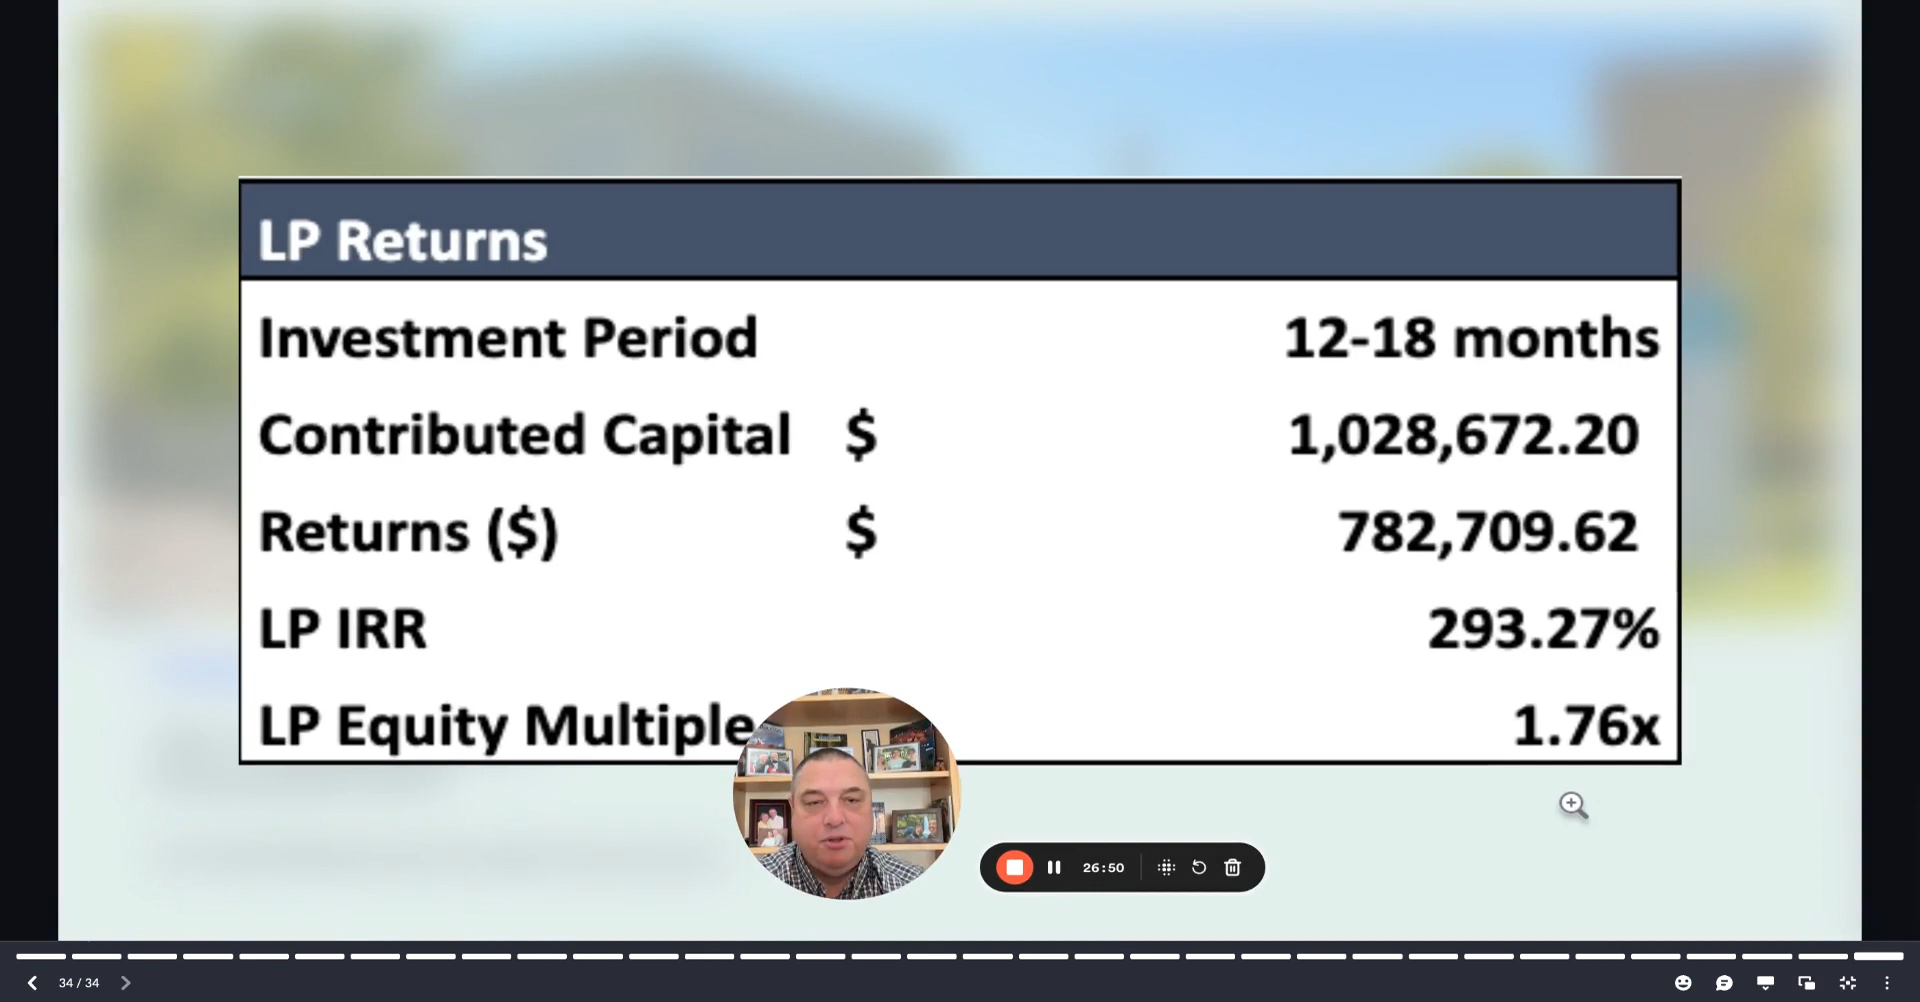 LP Returns
Investment Period 12-18 months
Contributed Capital $ 1,028,672.20
Returns ($) $ 782,709.62
LP IRR 293.27%
LP Equity Multiple 1.76x
26:50
34 / 34